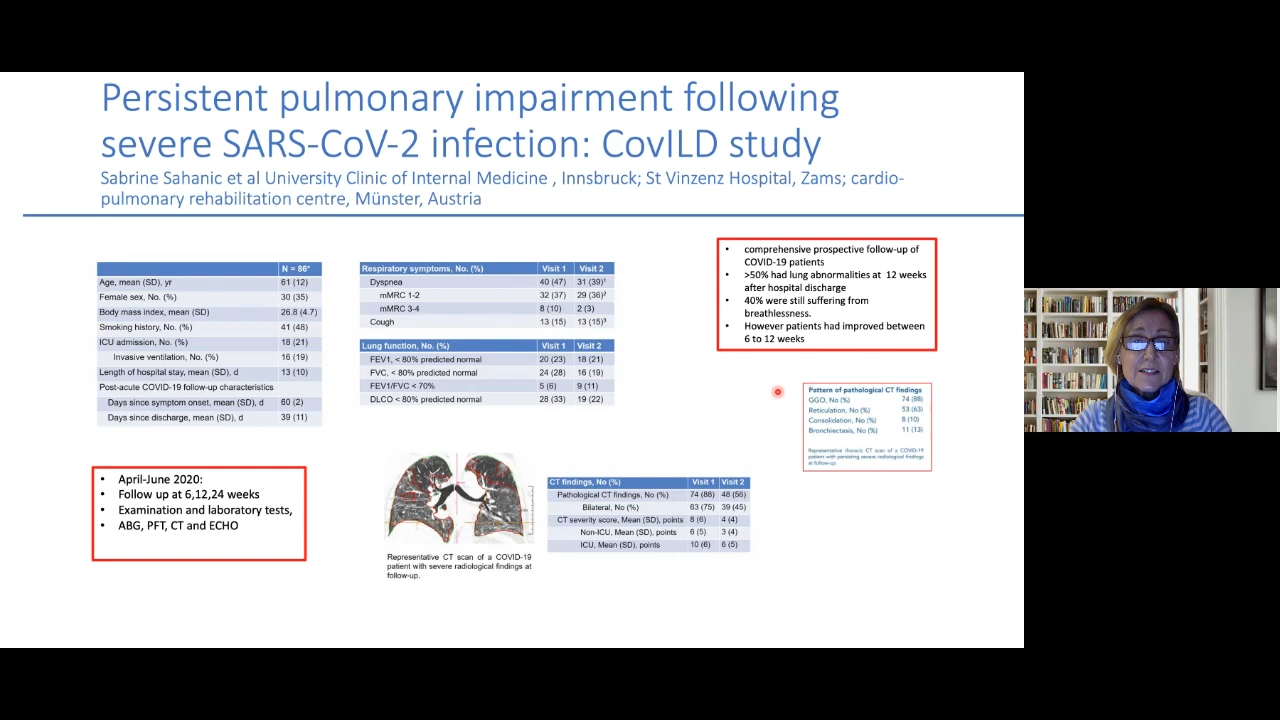 Persistent pulmonary impairment following
severe SARS-CoV-2 infection: CovILD study
Sabrine Sahanic et al University Clinic of Internal Medicine , Innsbruck; St Vinzenz Hospital, Zams; cardio-
pulmonary rehabilitation centre, Münster, Austria
N = 86*
Age, mean (SD), yr 61 (12)
Female sex, No. (%) 30 (35)
Body mass index, mean (SD) 26.8 (4.7)
Smoking history, No. (%) 41 (48)
ICU admission, No. (%) 18 (21)
Invasive ventilation, No. (%) 16 (19)
Length of hospital stay, mean (SD), d 13 (10)
Post-acute COVID-19 follow-up characteristics
Days since symptom onset, mean (SD), d 60 (2)
Days since discharge, mean (SD), d 39 (11)
Respiratory symptoms, No. (%) Visit 1 Visit 2
Dyspnea 40 (47) 31 (39)¹
mMRC 1-2 32 (37) 29 (36)²
mMRC 3-4 8 (10) 2 (3)
Cough 13 (15) 13 (15)³
Lung function, No. (%) Visit 1 Visit 2
FEV1, < 80% predicted normal 20 (23) 18 (21)
FVC, < 80% predicted normal 24 (28) 16 (19)
FEV1/FVC < 70% 5 (6) 9 (11)
DLCO < 80% predicted normal 28 (33) 19 (22)
• comprehensive prospective follow-up of
COVID-19 patients
• >50% had lung abnormalities at 12 weeks
after hospital discharge
• 40% were still suffering from
breathlessness.
• However patients had improved between
6 to 12 weeks
Pattern of pathological CT findings
GGO, No (%) 74 (88)
Reticulation, No (%) 53 (63)
Consolidation, No (%) 8 (10)
Bronchiectasis, No (%) 11 (13)
Representative thoracic CT scan of a COVID-19
patient with persisting severe radiological findings
at follow-up.
• April-June 2020:
• Follow up at 6,12,24 weeks
• Examination and laboratory tests,
• ABG, PFT, CT and ECHO
Representative CT scan of a COVID-19
patient with severe radiological findings at
follow-up.
CT findings, No (%) Visit 1 Visit 2
Pathological CT findings, No (%) 74 (88) 48 (56)
Bilateral, No (%) 63 (75) 39 (45)
CT severity score, Mean (SD), points 8 (6) 4 (4)
Non-ICU, Mean (SD), points 6 (5) 3 (4)
ICU, Mean (SD), points 10 (6) 6 (5)